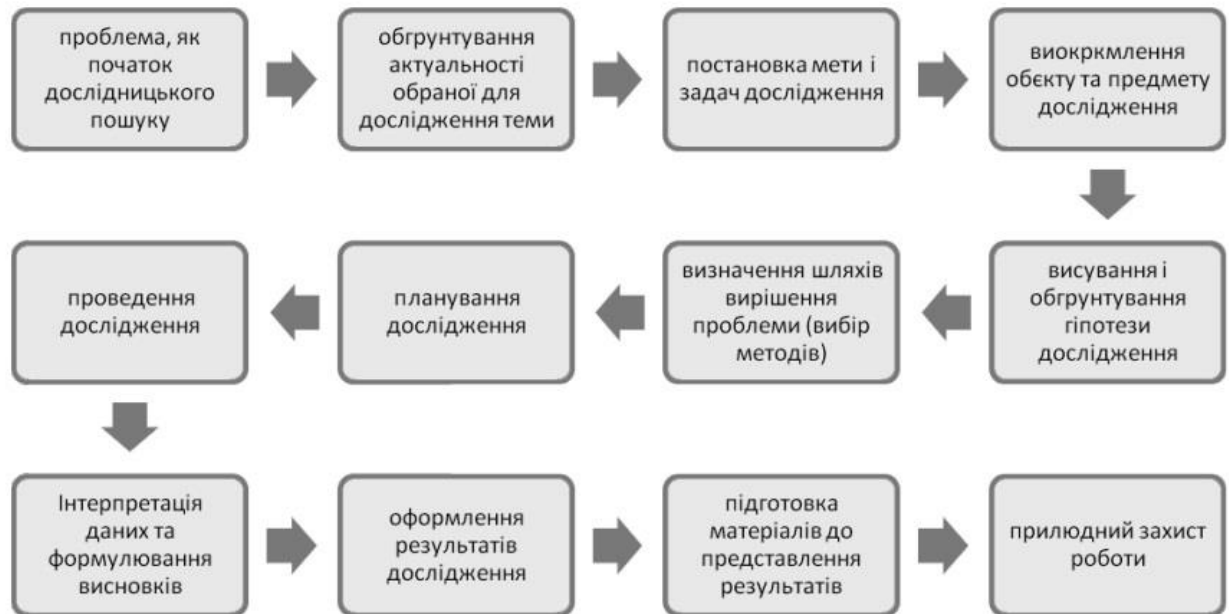 проблема, як
початок
дослідницького
пошуку
обгрунтування
актуальності
обраної для
дослідження теми
постановка мети і
задач дослідження
виокркмлення
обєкту та предмету
дослідження
висування і
обгрунтування
гіпотези
дослідження
визначення шляхів
вирішення
проблеми (вибір
методів)
планування
дослідження
проведення
дослідження
Інтерпретація
даних та
формулювання
висновків
оформлення
результатів
дослідження
підготовка
матеріалів до
представлення
результатів
прилюдний захист
роботи